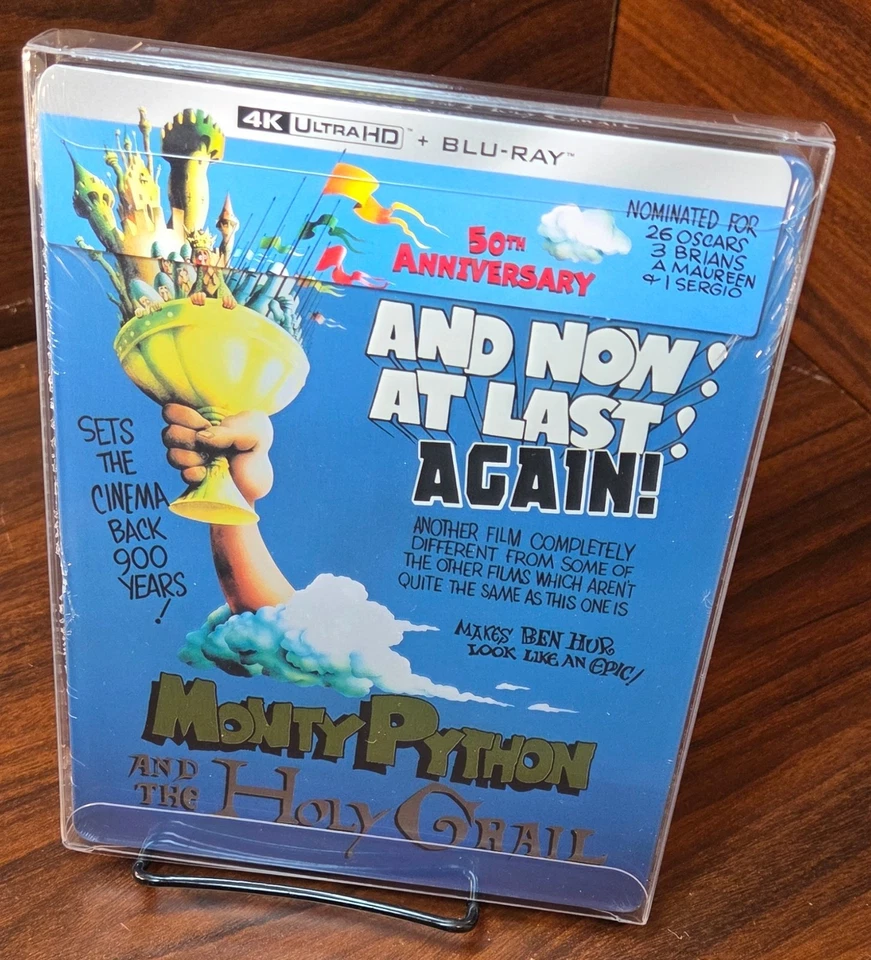 4K ULTRA HD™ + BLU-RAY™
NOMINATED FOR
26 OSCARS
3 BRIANS
A MAUREEN
& 1 SERGIO
50TH
ANNIVERSARY
AND NOW!
AT LAST!
AGAIN!
SETS
THE
CINEMA
BACK
900
YEARS
!
ANOTHER FILM COMPLETELY
DIFFERENT FROM SOME OF
THE OTHER FILMS WHICH AREN'T
QUITE THE SAME AS THIS ONE IS
MAKES BEN HUR
LOOK LIKE AN EPIC!
MONTY PYTHON
AND
THE HOLY GRAIL